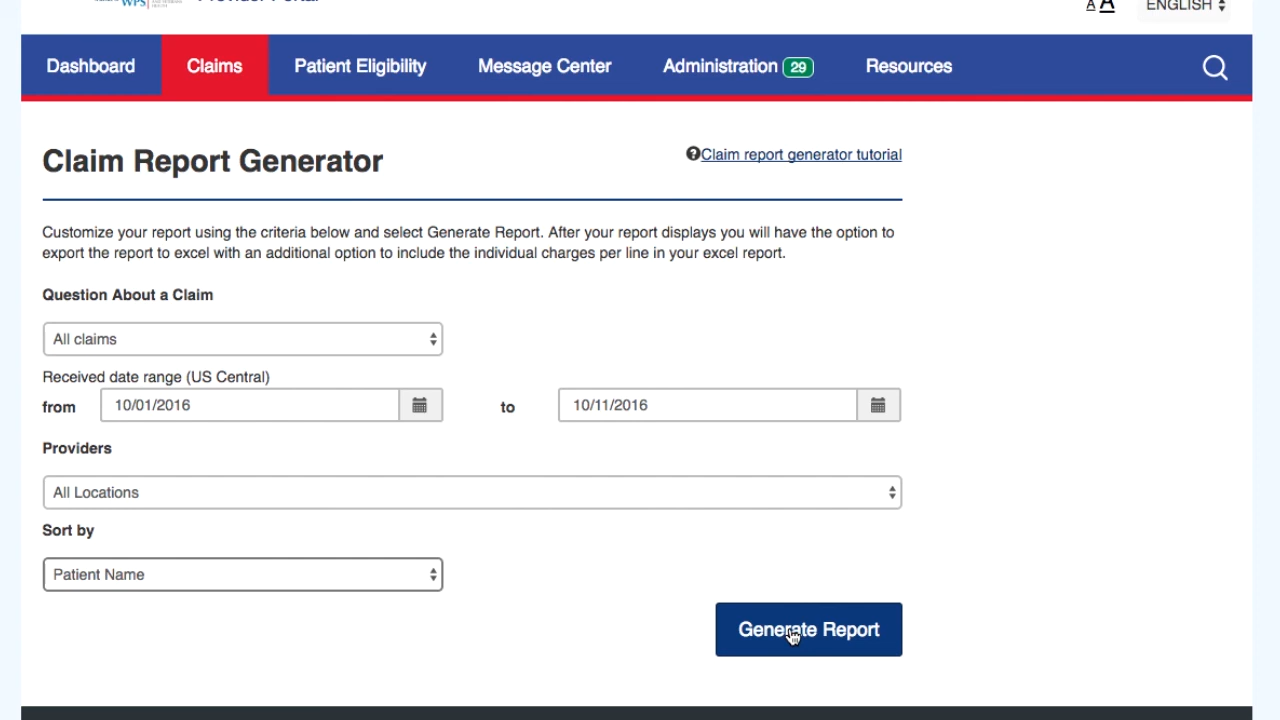 WPS
A A
ENGLISH
Dashboard
Claims
Patient Eligibility
Message Center
Administration 29
Resources
Claim Report Generator
Claim report generator tutorial
Customize your report using the criteria below and select Generate Report. After your report displays you will have the option to
export the report to excel with an additional option to include the individual charges per line in your excel report.
Question About a Claim
All claims
Received date range (US Central)
from 10/01/2016 to 10/11/2016
Providers
All Locations
Sort by
Patient Name
Generate Report